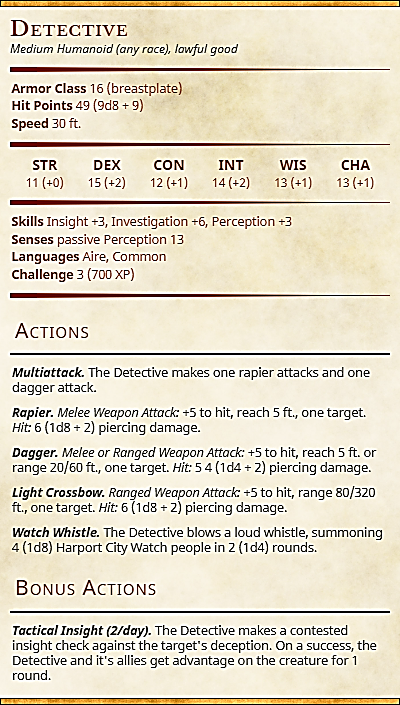 Detective
Medium Humanoid (any race), lawful good
Armor Class 16 (breastplate)
Hit Points 49 (9d8 + 9)
Speed 30 ft.
STR DEX CON INT WIS CHA
11 (+0) 15 (+2) 12 (+1) 14 (+2) 13 (+1) 13 (+1)
Skills Insight +3, Investigation +6, Perception +3
Senses passive Perception 13
Languages Aire, Common
Challenge 3 (700 XP)
Actions
Multiattack. The Detective makes one rapier attacks and one
dagger attack.
Rapier. Melee Weapon Attack: +5 to hit, reach 5 ft., one target.
Hit: 6 (1d8 + 2) piercing damage.
Dagger. Melee or Ranged Weapon Attack: +5 to hit, reach 5 ft. or
range 20/60 ft., one target. Hit: 5 4 (1d4 + 2) piercing damage.
Light Crossbow. Ranged Weapon Attack: +5 to hit, range 80/320
ft., one target. Hit: 6 (1d8 + 2) piercing damage.
Watch Whistle. The Detective blows a loud whistle, summoning
4 (1d8) Harport City Watch people in 2 (1d4) rounds.
Bonus Actions
Tactical Insight (2/day). The Detective makes a contested
insight check against the target's deception. On a success, the
Detective and it's allies get advantage on the creature for 1
round.